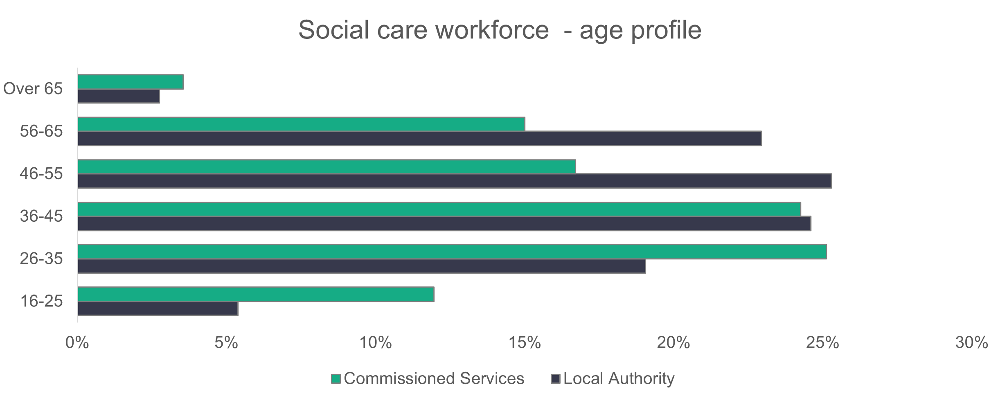 Social care workforce  - age profile
Over 65
56-65
46-55
36-45
26-35
16-25
0% 5% 10% 15% 20% 25% 30%
Commissioned Services Local Authority